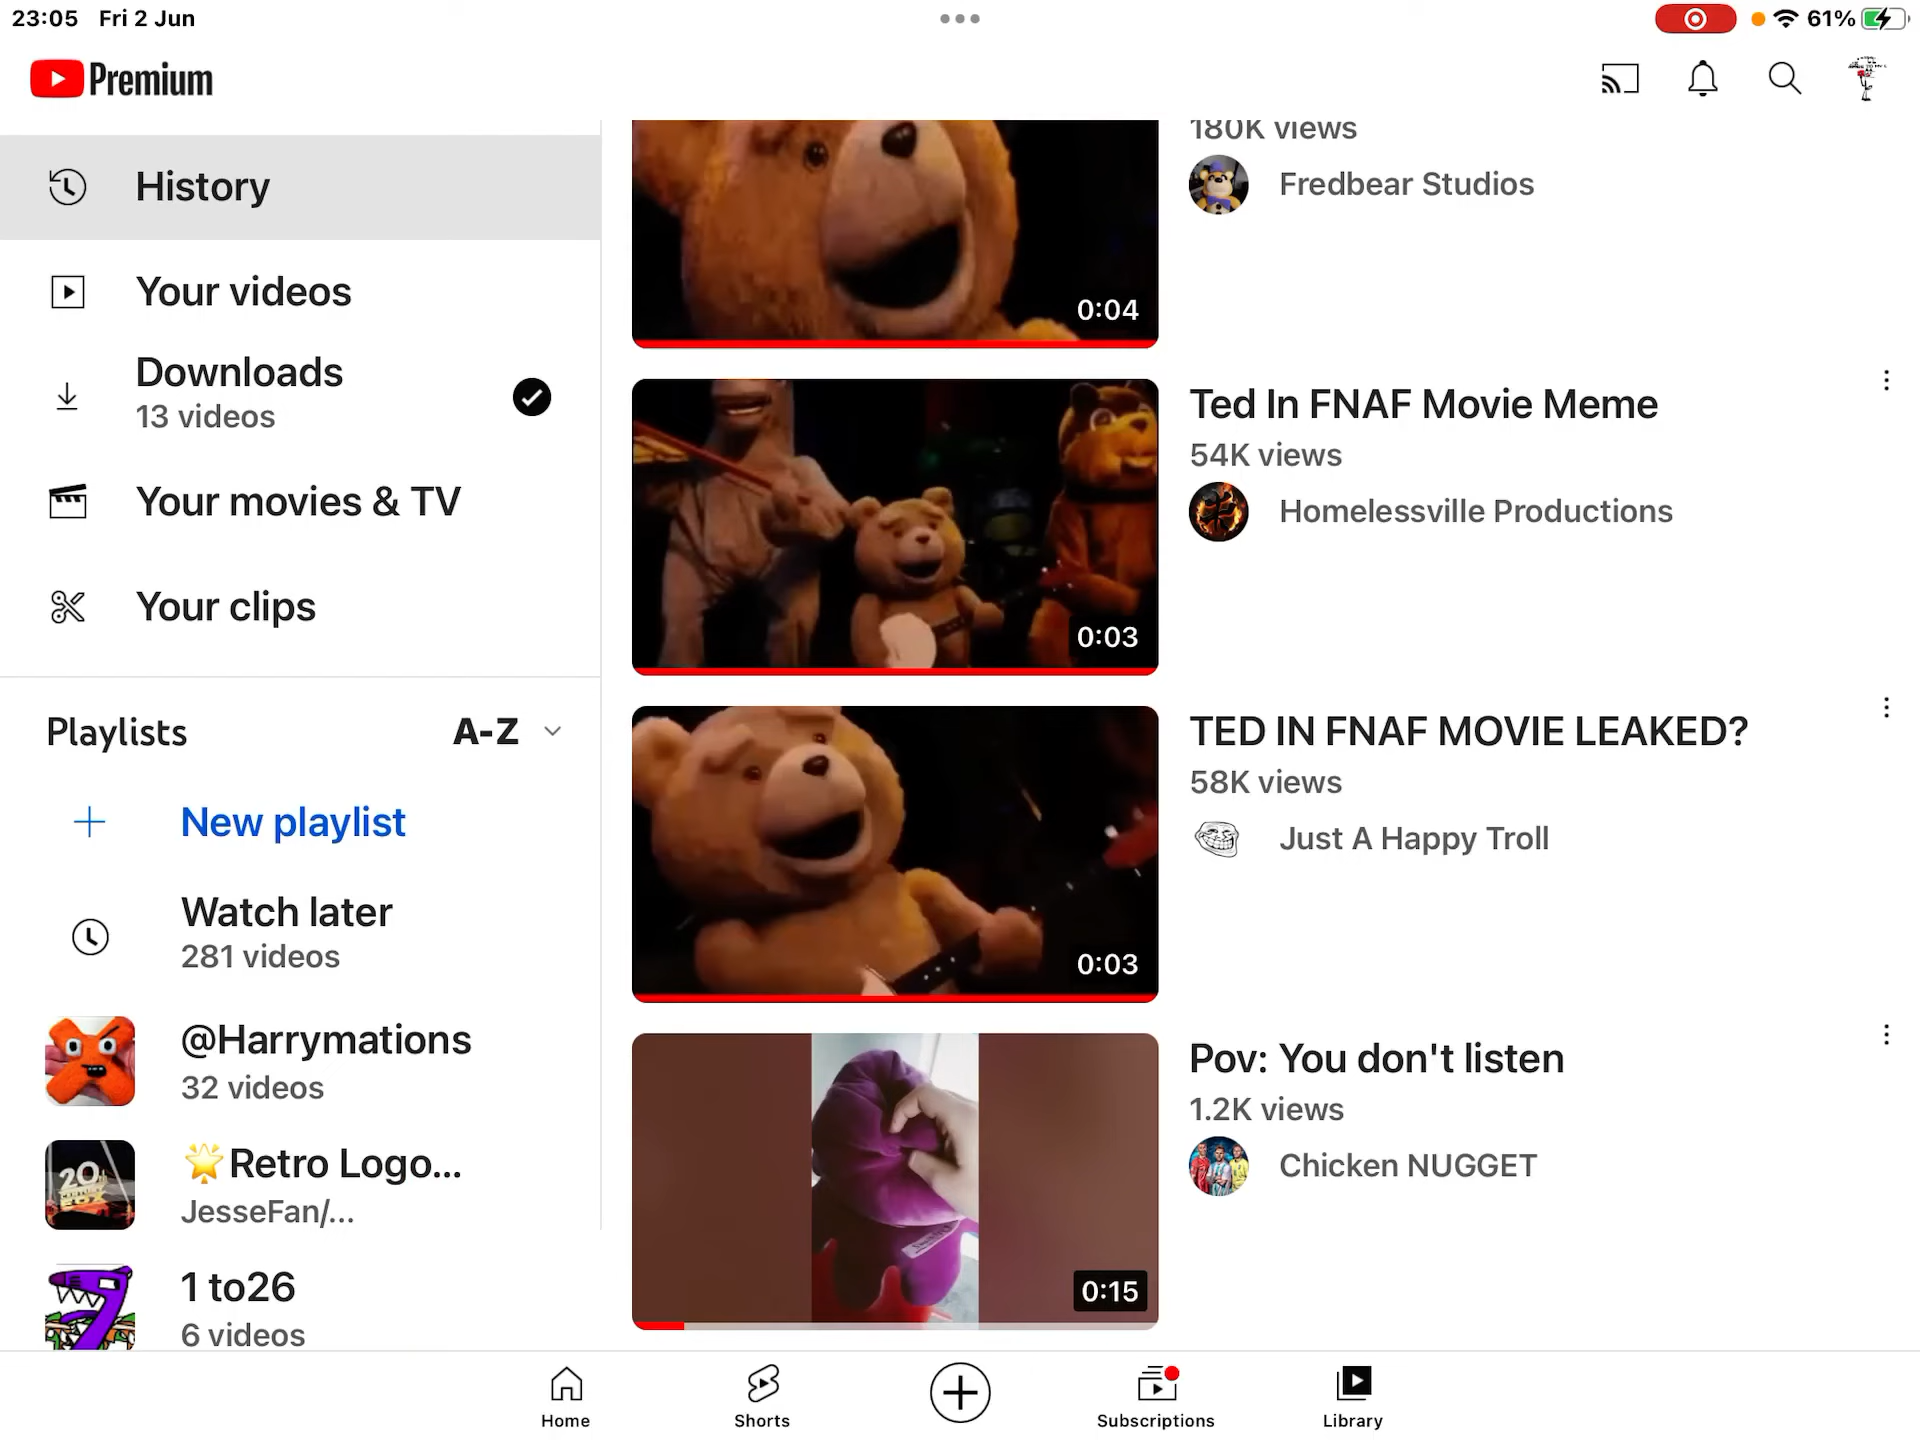 23:05 Fri 2 Jun
61%
Premium
History
Your videos
Downloads
13 videos
Your movies & TV
Your clips
Playlists
A-Z
New playlist
Watch later
281 videos
@Harrymations
32 videos
20
CENTURY
FOX
🌟Retro Logo...
JesseFan/...
1 to26
6 videos
180K views
Fredbear Studios
0:04
Ted In FNAF Movie Meme
54K views
Homelessville Productions
0:03
TED IN FNAF MOVIE LEAKED?
58K views
Just A Happy Troll
0:03
Pov: You don't listen
1.2K views
Chicken NUGGET
0:15
Home
Shorts
Subscriptions
Library